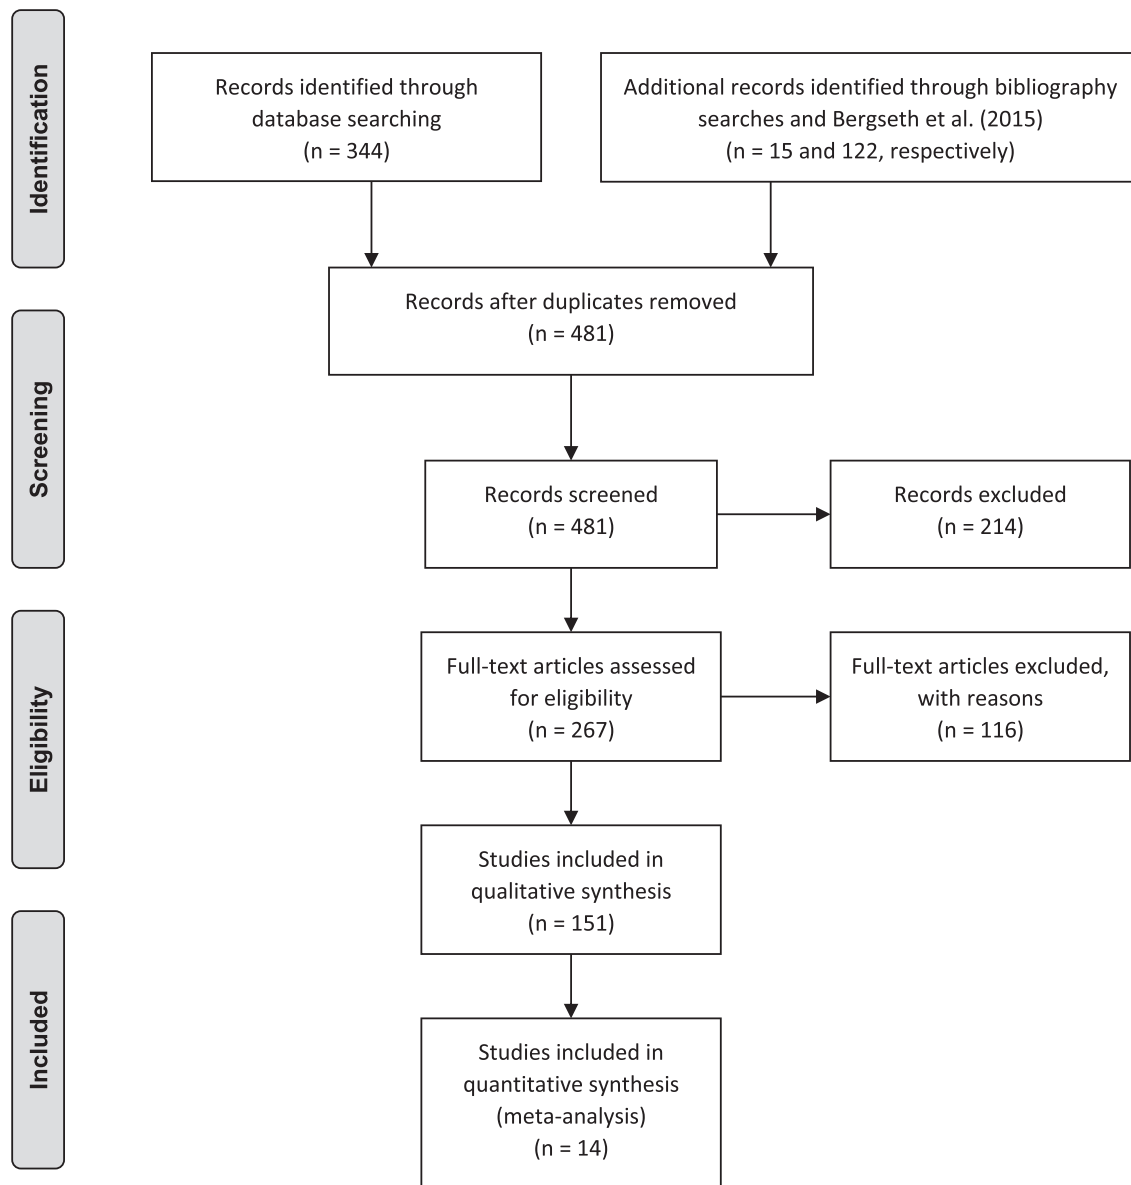 Identification
Records identified through
database searching
(n = 344)
Additional records identified through bibliography
searches and Bergseth et al. (2015)
(n = 15 and 122, respectively)
Records after duplicates removed
(n = 481)
Screening
Records screened
(n = 481)
Records excluded
(n = 214)
Eligibility
Full-text articles assessed
for eligibility
(n = 267)
Full-text articles excluded,
with reasons
(n = 116)
Studies included in
qualitative synthesis
(n = 151)
Included
Studies included in
quantitative synthesis
(meta-analysis)
(n = 14)